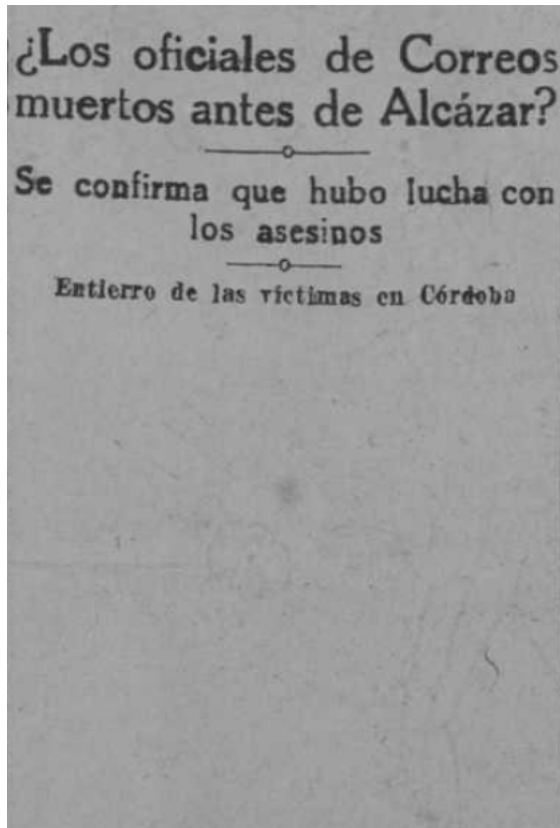 ¿Los oficiales de Correos
muertos antes de Alcázar?
Se confirma que hubo lucha con
los asesinos
Entierro de las víctimas en Córdoba